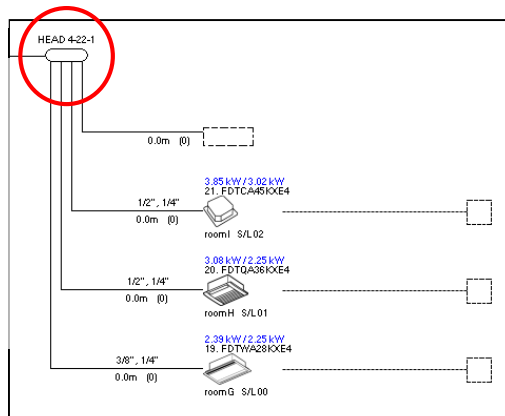 HEAD 4-22-1
0.0m (0)
3.85 kW / 3.02 kW
21. FDTCA45KXE4
1/2", 1/4"
0.0m (0)
roomI S/L02
3.08 kW / 2.25 kW
20. FDTQA36KXE4
1/2", 1/4"
0.0m (0)
roomH S/L01
2.39 kW / 2.25 kW
19. FDTWA28KXE4
3/8", 1/4"
0.0m (0)
roomG S/L00